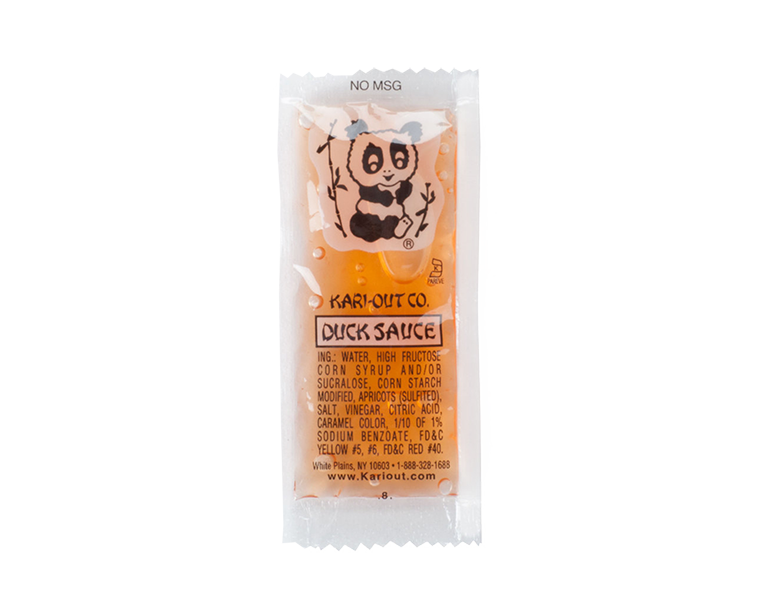 NO MSG
®
KARI-OUT CO.
DUCK SAUCE
ING.: WATER, HIGH FRUCTOSE
CORN SYRUP AND/OR
SUCRALOSE, CORN STARCH
MODIFIED, APRICOTS (SULFITED),
SALT, VINEGAR, CITRIC ACID,
CARAMEL COLOR, 1/10 OF 1%
SODIUM BENZOATE, FD&C
YELLOW #5, #6, FD&C RED #40.
White Plains, NY 10603 • 1-888-328-1688
www.Kariout.com
.8.